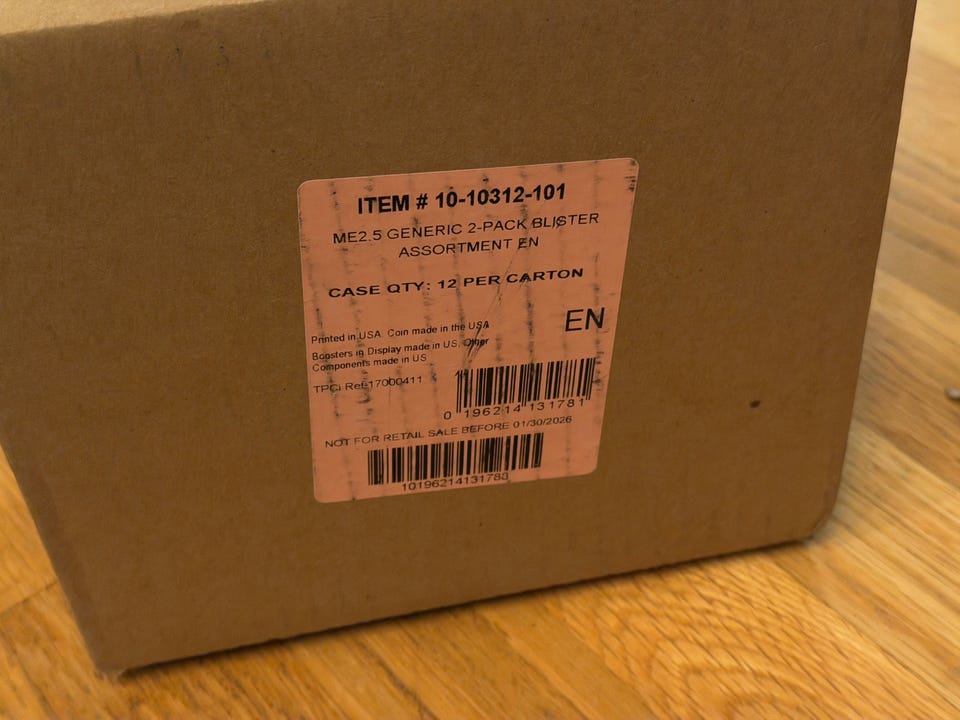 ITEM # 10-10312-101
ME2.5 GENERIC 2-PACK BLISTER
ASSORTMENT EN
CASE QTY: 12 PER CARTON
EN
Printed in USA Coin made in the USA
Boosters in Display made in US, Other
Components made in US
TPCi Ref-17000411
0 196214 131781
NOT FOR RETAIL SALE BEFORE 01/30/2026
10196214131788